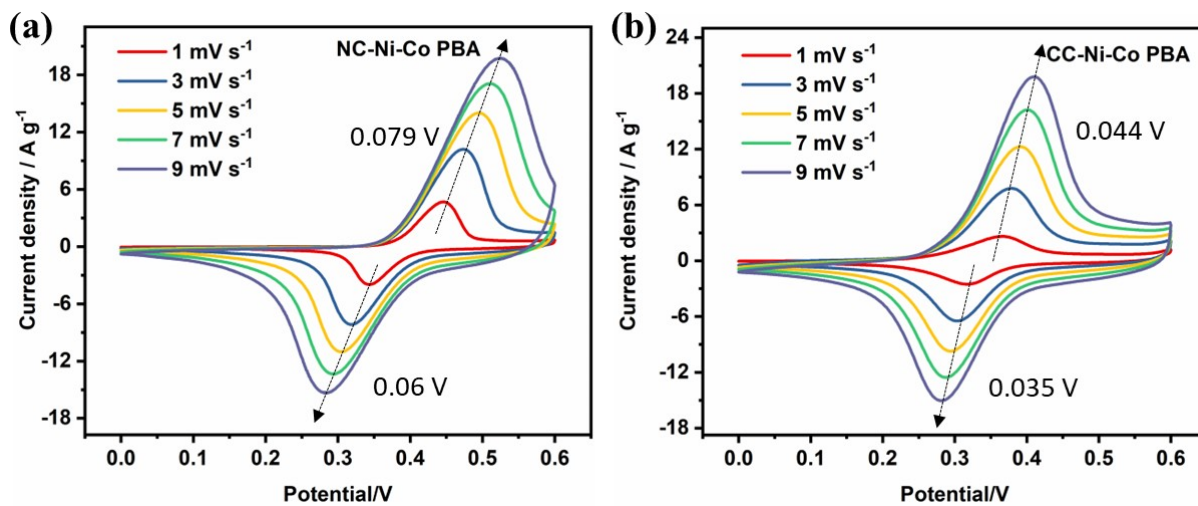 (a)
NC-Ni-Co PBA
1 mV s⁻¹
3 mV s⁻¹
5 mV s⁻¹
7 mV s⁻¹
9 mV s⁻¹
0.079 V
0.06 V
18
12
6
0
-6
-12
-18
Current density / A g⁻¹
0.0 0.1 0.2 0.3 0.4 0.5 0.6
Potential/V
(b)
CC-Ni-Co PBA
1 mV s⁻¹
3 mV s⁻¹
5 mV s⁻¹
7 mV s⁻¹
9 mV s⁻¹
0.044 V
0.035 V
24
18
12
6
0
-6
-12
-18
Current density / A g⁻¹
0.0 0.1 0.2 0.3 0.4 0.5 0.6
Potential/V